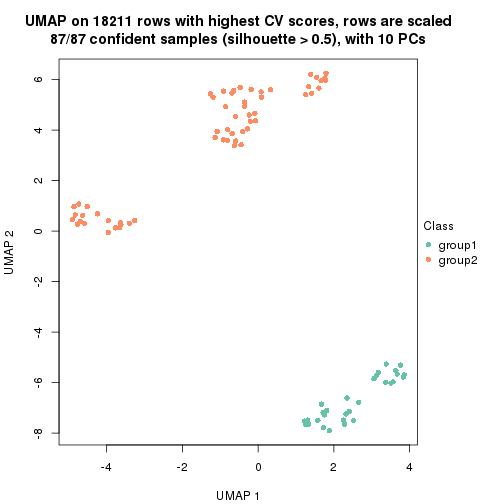 UMAP on 18211 rows with highest CV scores, rows are scaled
87/87 confident samples (silhouette > 0.5), with 10 PCs
6
4
2
0
-2
-4
-6
-8
UMAP 2
-4
-2
0
2
4
UMAP 1
Class
group1
group2